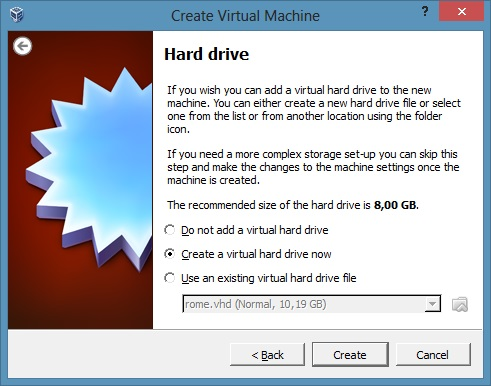 Create Virtual Machine
?
Hard drive
If you wish you can add a virtual hard drive to the new
machine. You can either create a new hard drive file or select
one from the list or from another location using the folder
icon.
If you need a more complex storage set-up you can skip this
step and make the changes to the machine settings once the
machine is created.
The recommended size of the hard drive is 8,00 GB.
Do not add a virtual hard drive
Create a virtual hard drive now
Use an existing virtual hard drive file
rome.vhd (Normal, 10,19 GB)
< Back
Create
Cancel